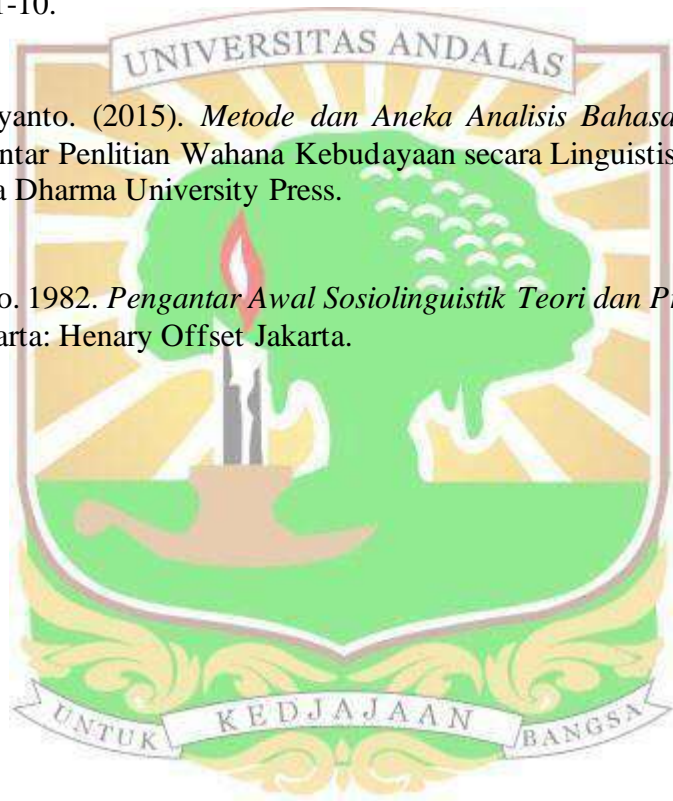 1-10.
UNIVERSITAS ANDALAS
yanto. (2015). Metode dan Aneka Analisis Bahasa
ntar Penlitian Wahana Kebudayaan secara Linguistis
a Dharma University Press.
o. 1982. Pengantar Awal Sosiolinguistik Teori dan P
arta: Henary Offset Jakarta.
UNTUK KEDJAJAAN BANGSA